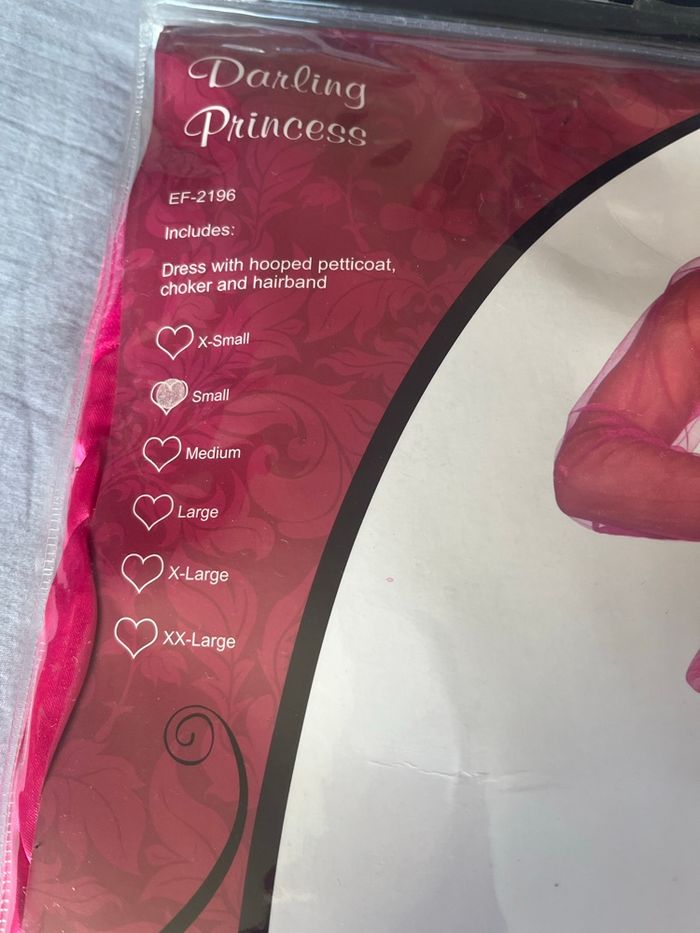 Darling
Princess
EF-2196
Includes:
Dress with hooped petticoat,
choker and hairband
X-Small
Small
Medium
Large
X-Large
XX-Large